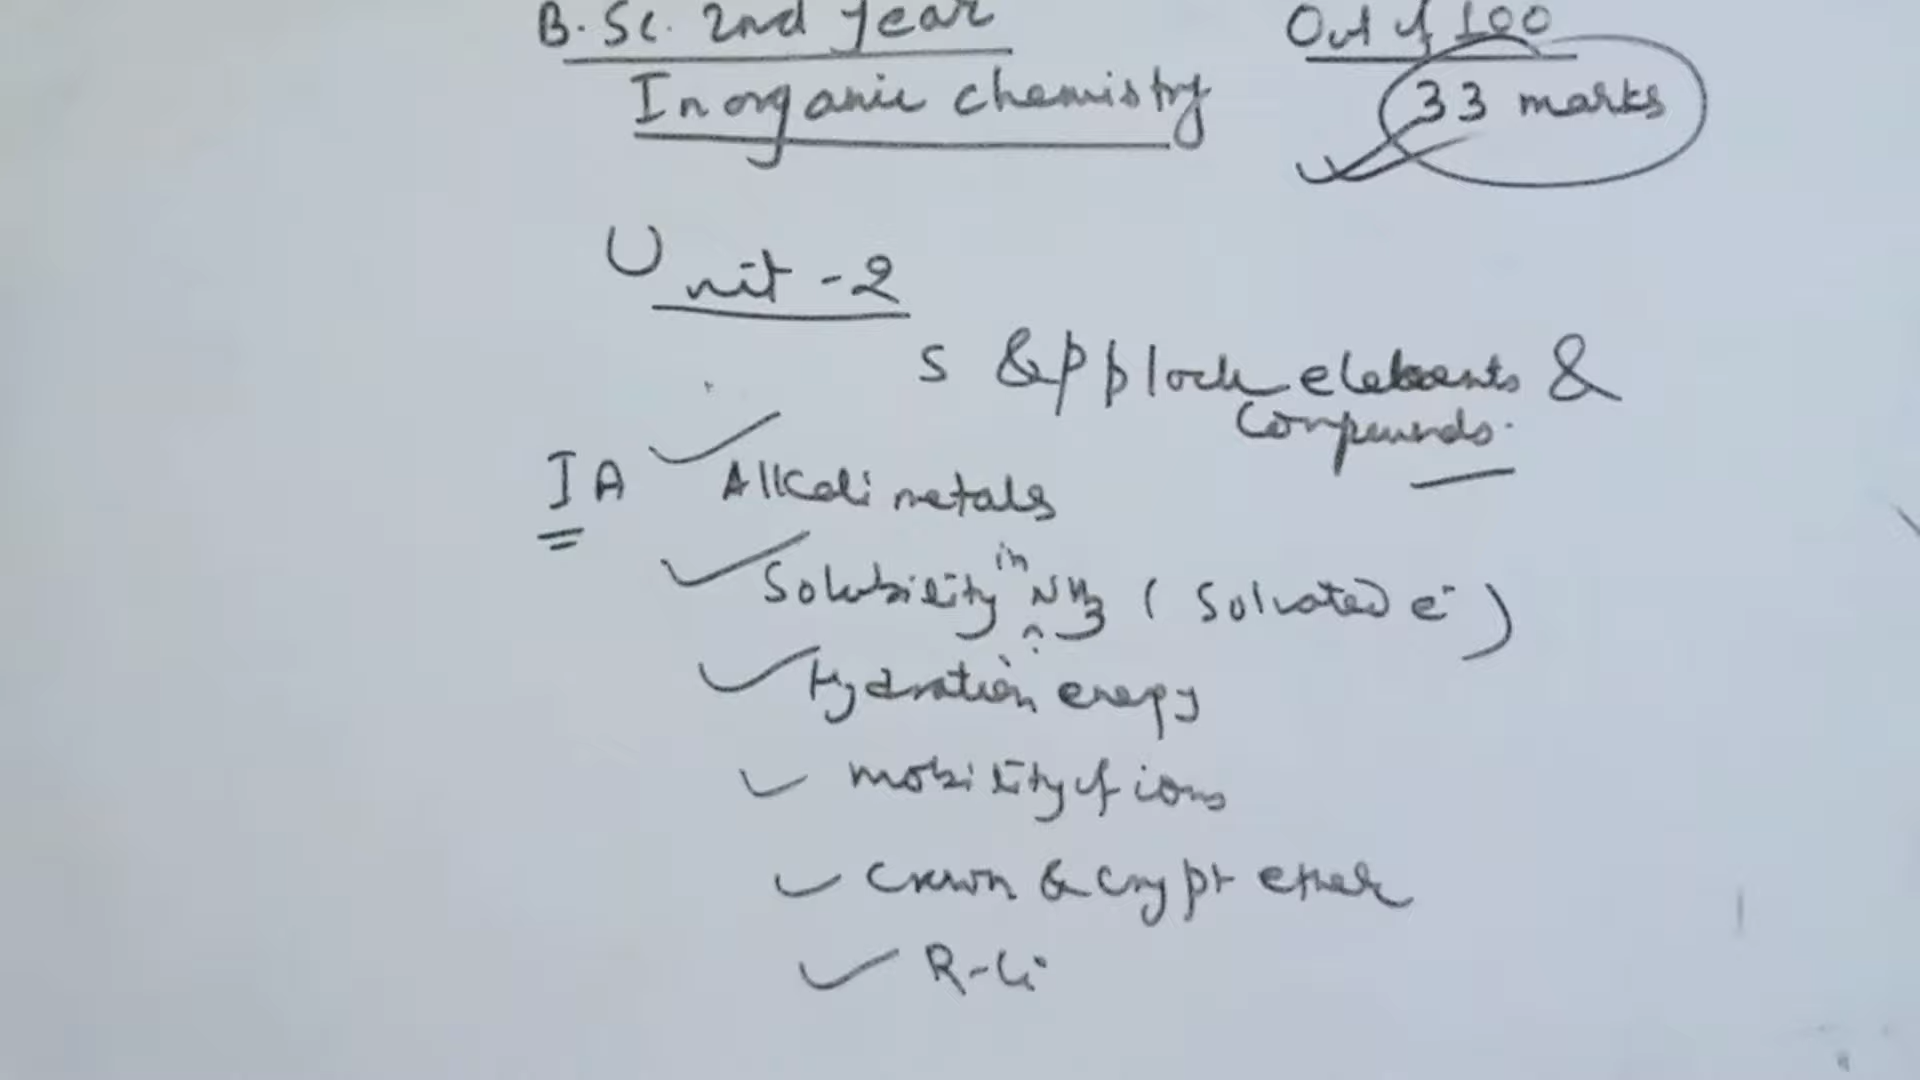 B.Sc. 2nd year Out of 100
Inorganic chemistry 33 marks
Unit-2
s & p block elements &
Compounds.
IA Alkali metals
Solubility in NH3 (Solvated e-)
Hydration energy
mobility of ions
Crown & crypt ether
R-Li